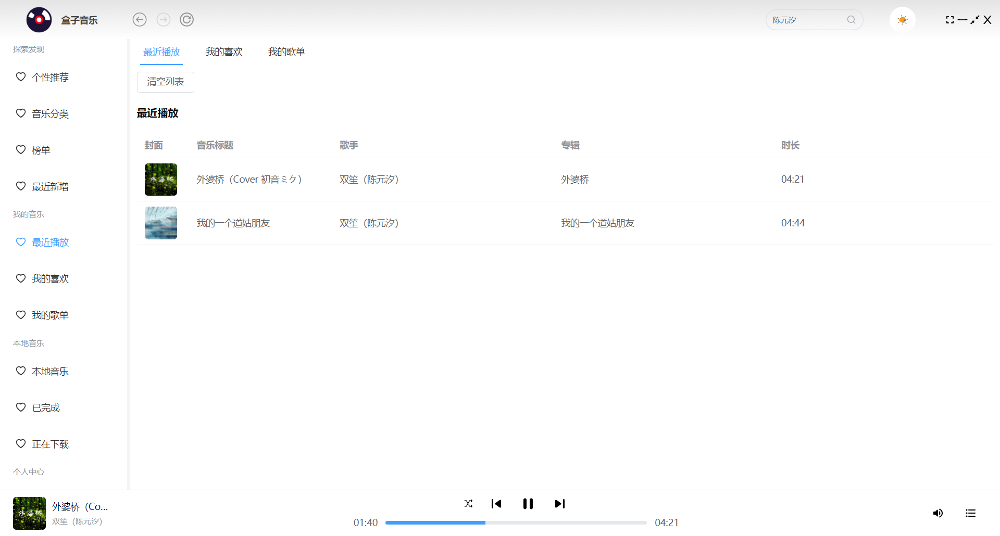 盒子音乐
陈元汐
探索发现
个性推荐
音乐分类
榜单
最近新增
我的音乐
最近播放
我的喜欢
我的歌单
本地音乐
本地音乐
已完成
正在下载
个人中心
最近播放 我的喜欢 我的歌单
清空列表
最近播放
封面 音乐标题 歌手 专辑 时长
外婆桥
外婆桥（Cover 初音ミク） 双笙（陈元汐） 外婆桥 04:21
我的一个道姑朋友 双笙（陈元汐） 我的一个道姑朋友 04:44
外婆桥
外婆桥（Co...
双笙（陈元汐）
01:40 04:21